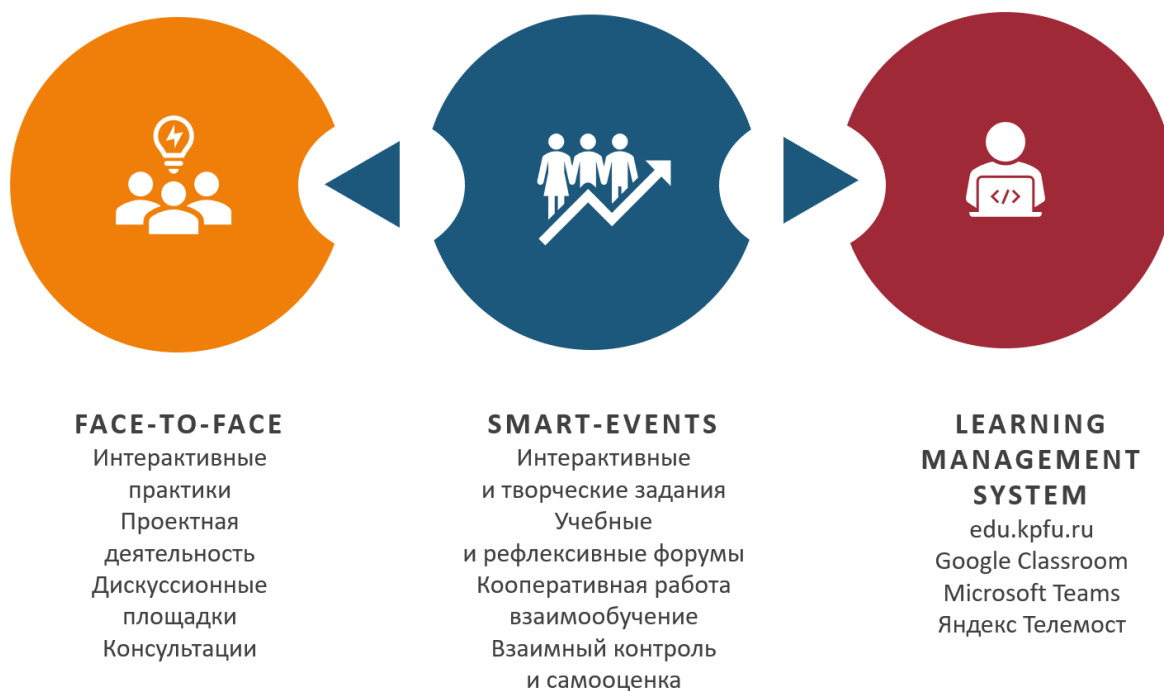 </>
FACE-TO-FACE
Интерактивные
практики
Проектная
деятельность
Дискуссионные
площадки
Консультации
SMART-EVENTS
Интерактивные
и творческие задания
Учебные
и рефлексивные форумы
Кооперативная работа
взаимообучение
Взаимный контроль
и самооценка
LEARNING
MANAGEMENT
SYSTEM
edu.kpfu.ru
Google Classroom
Microsoft Teams
Яндекс Телемост